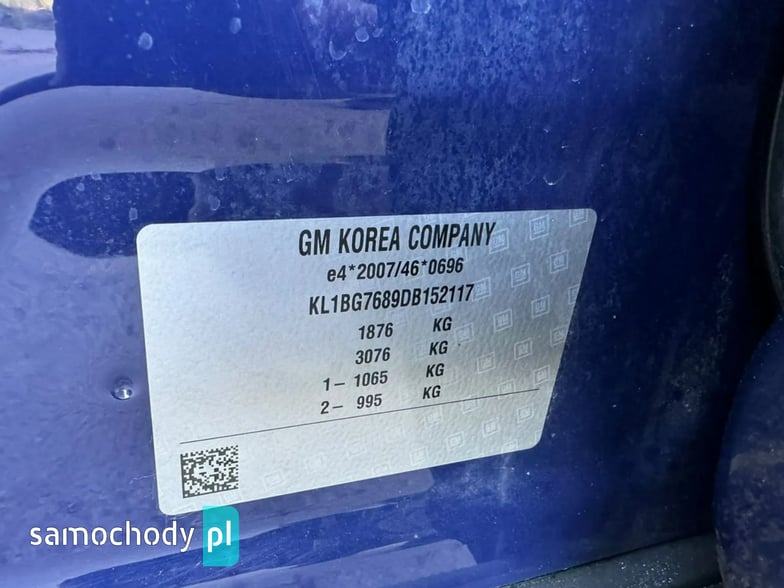 GM KOREA COMPANY
e4*2007/46*0696
KL1BG7689DB152117
1876 KG
3076 KG
1– 1065 KG
2– 995 KG
samochody pl